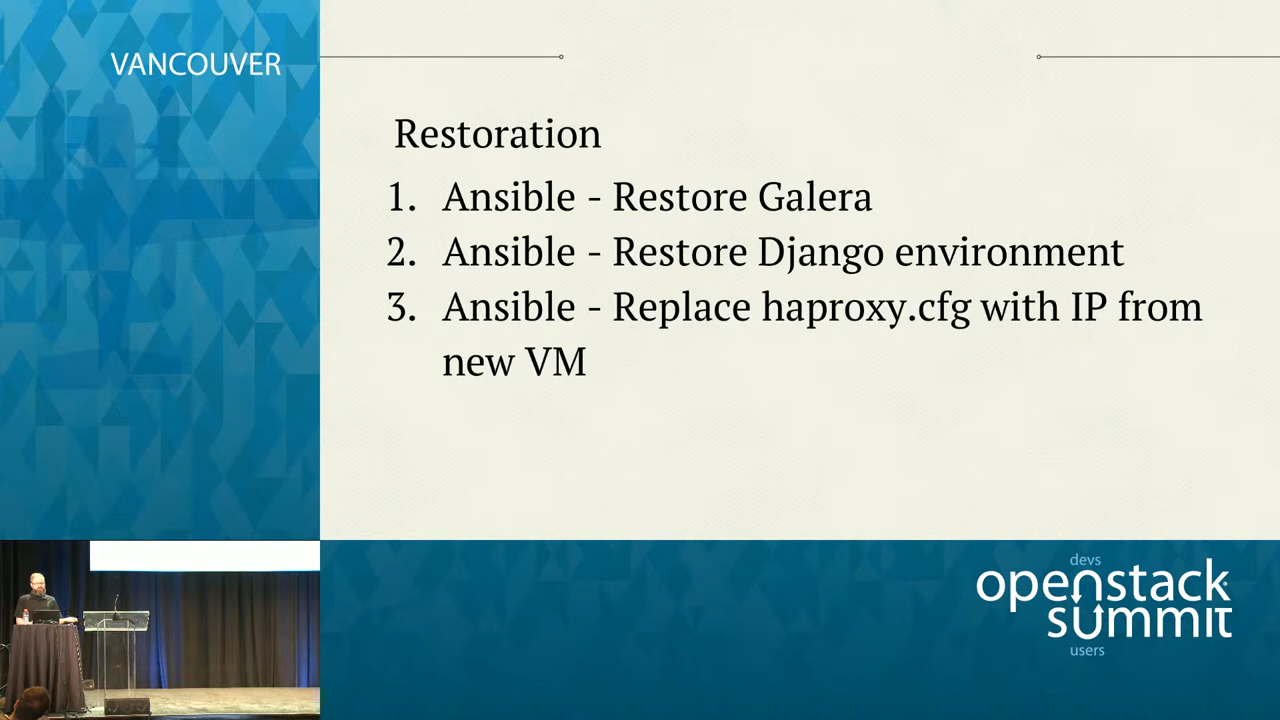 VANCOUVER
Restoration
1. Ansible - Restore Galera
2. Ansible - Restore Django environment
3. Ansible - Replace haproxy.cfg with IP from
new VM
devs
openstack
summit
users